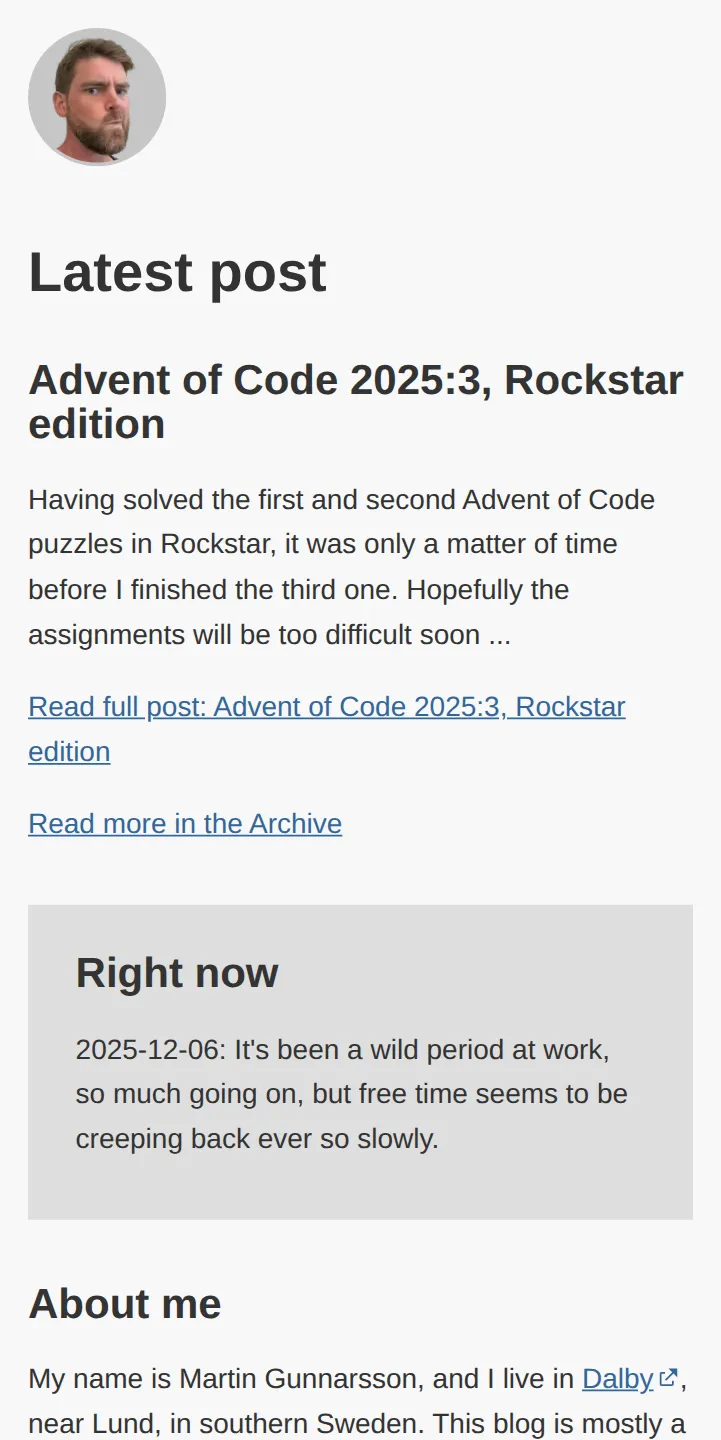 Latest post
Advent of Code 2025:3, Rockstar
edition
Having solved the first and second Advent of Code
puzzles in Rockstar, it was only a matter of time
before I finished the third one. Hopefully the
assignments will be too difficult soon ...
Read full post: Advent of Code 2025:3, Rockstar
edition
Read more in the Archive
Right now
2025-12-06: It's been a wild period at work,
so much going on, but free time seems to be
creeping back ever so slowly.
About me
My name is Martin Gunnarsson, and I live in Dalby,
near Lund, in southern Sweden. This blog is mostly a